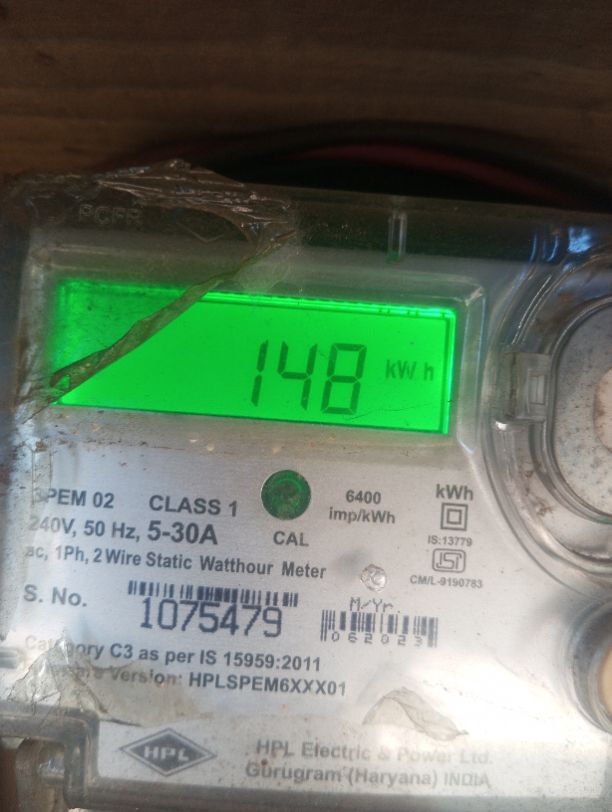 148 kWh
SPEM 02 CLASS 1
240V, 50 Hz, 5-30A
ac, 1Ph, 2 Wire Static Watthour Meter
CAL
6400
imp/kWh
kWh
IS:13779
ISI
CM/L-9190783
S. No. 1075479
M/Yr.
062023
Category C3 as per IS 15959:2011
Version: HPLSPEM6XXX01
HPL
HPL Electric & Power Ltd.
Gurugram (Haryana) INDIA